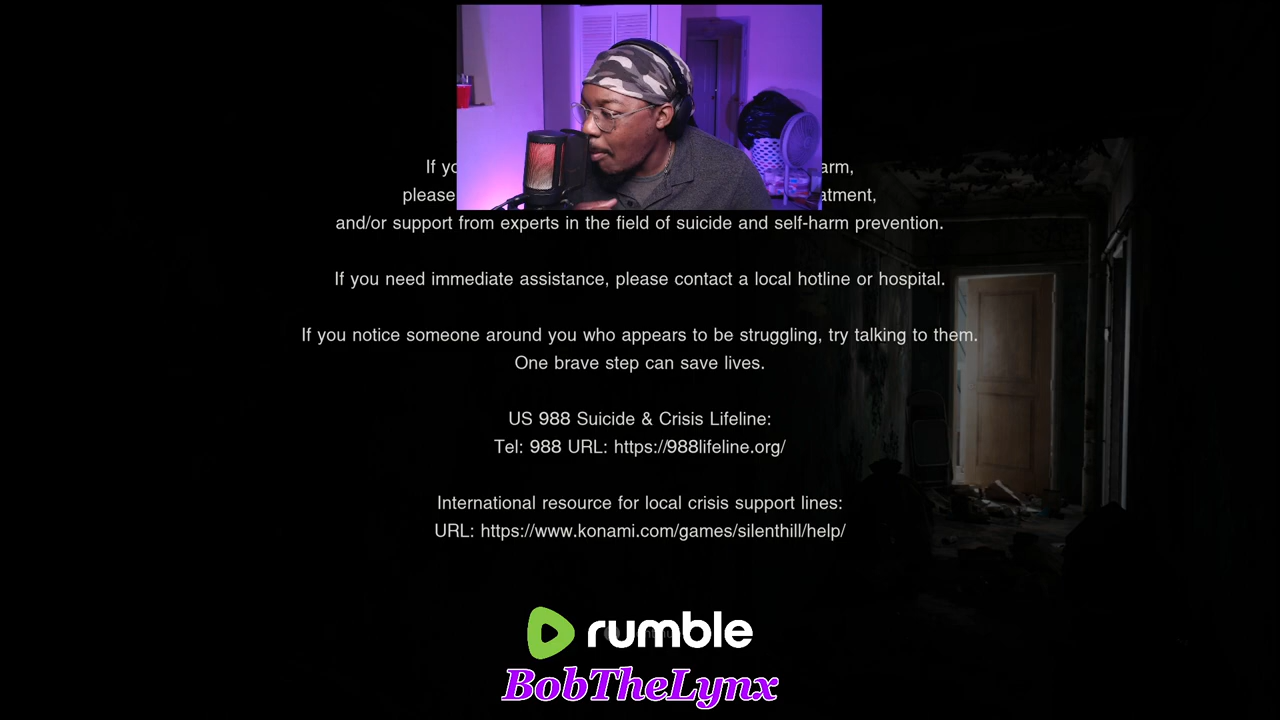 If
arm,
please
and/or support from experts in the field of suicide and self-harm prevention.
If you need immediate assistance, please contact a local hotline or hospital.
If you notice someone around you who appears to be struggling, try talking to them.
One brave step can save lives.
US 988 Suicide & Crisis Lifeline:
Tel: 988 URL: https://988lifeline.org/
International resource for local crisis support lines:
URL: https://www.konami.com/games/silenthill/help/
rumble
BobTheLynx